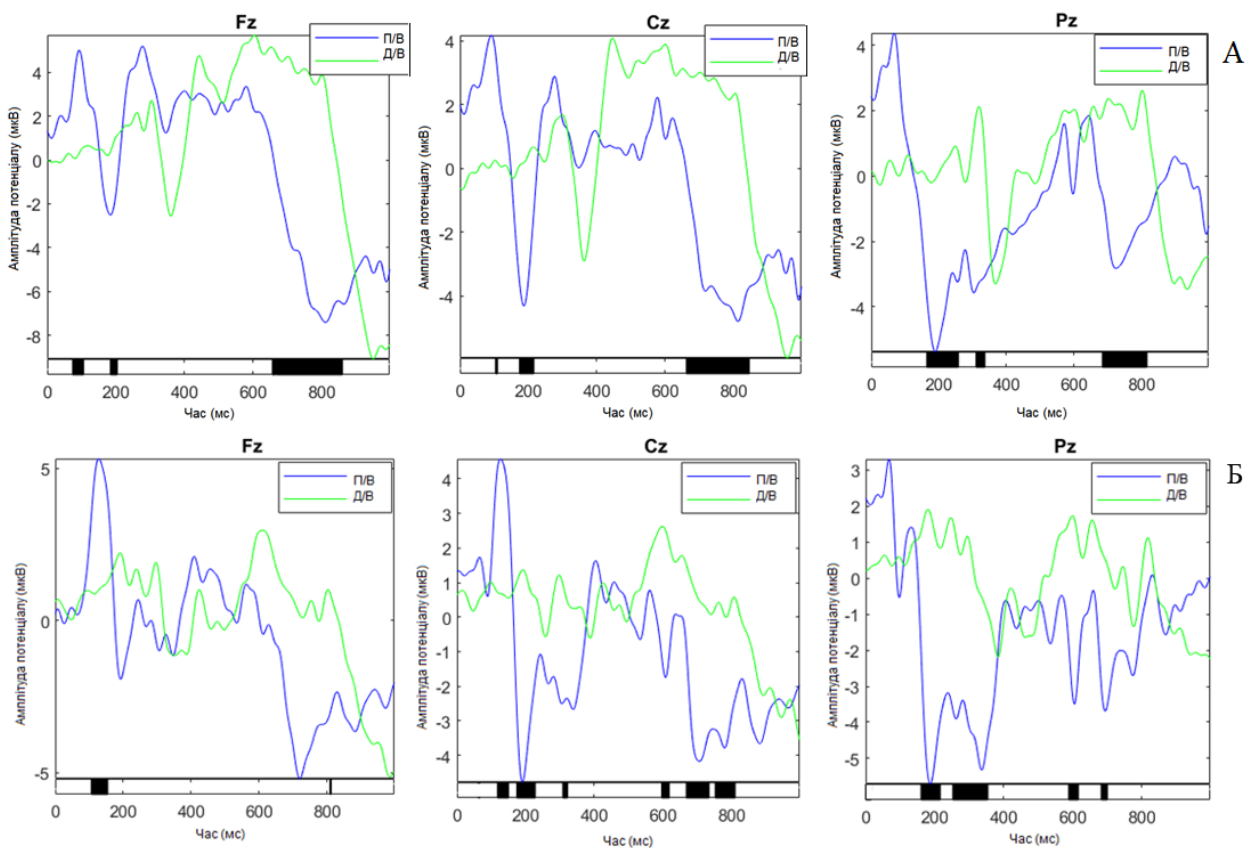 Fz
П/В
Д/В
4
2
0
-2
-4
-6
-8
Амплітуда потенціалу (мкВ)
0
200
400
600
800
Час (мс)
Cz
П/В
Д/В
4
2
0
-2
-4
Амплітуда потенціалу (мкВ)
0
200
400
600
800
Час (мс)
Pz
П/В
Д/В
4
2
0
-2
-4
Амплітуда потенціалу (мкВ)
0
200
400
600
800
Час (мс)
А
Fz
П/В
Д/В
5
0
-5
Амплітуда потенціалу (мкВ)
0
200
400
600
800
Час (мс)
Cz
П/В
Д/В
4
3
2
1
0
-1
-2
-3
-4
Амплітуда потенціалу (мкВ)
0
200
400
600
800
Час (мс)
Pz
П/В
Д/В
3
2
1
0
-1
-2
-3
-4
-5
Амплітуда потенціалу (мкВ)
0
200
400
600
800
Час (мс)
Б